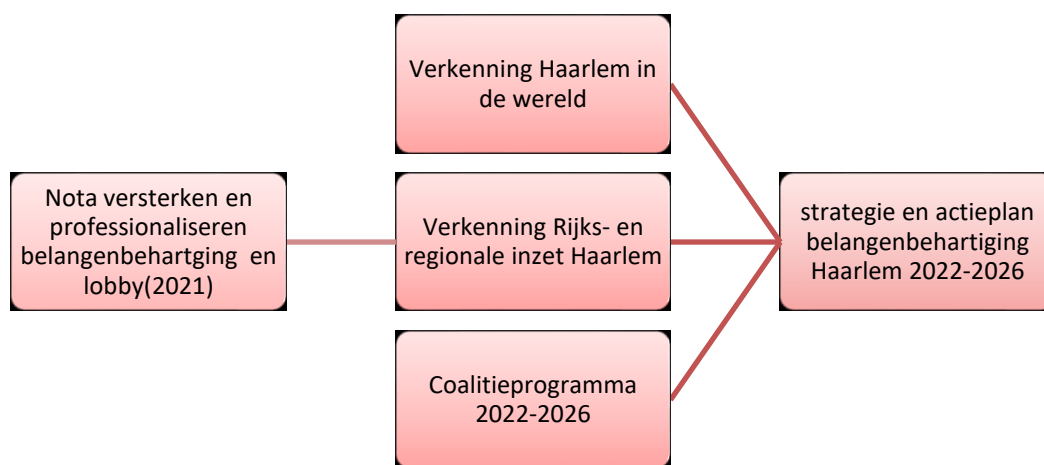 Verkenning Haarlem in
de wereld
Nota versterken en
professionaliseren
belangenbehartging en
lobby(2021)
Verkenning Rijks- en
regionale inzet Haarlem
strategie en actieplan
belangenbehartiging
Haarlem 2022-2026
Coalitieprogramma
2022-2026